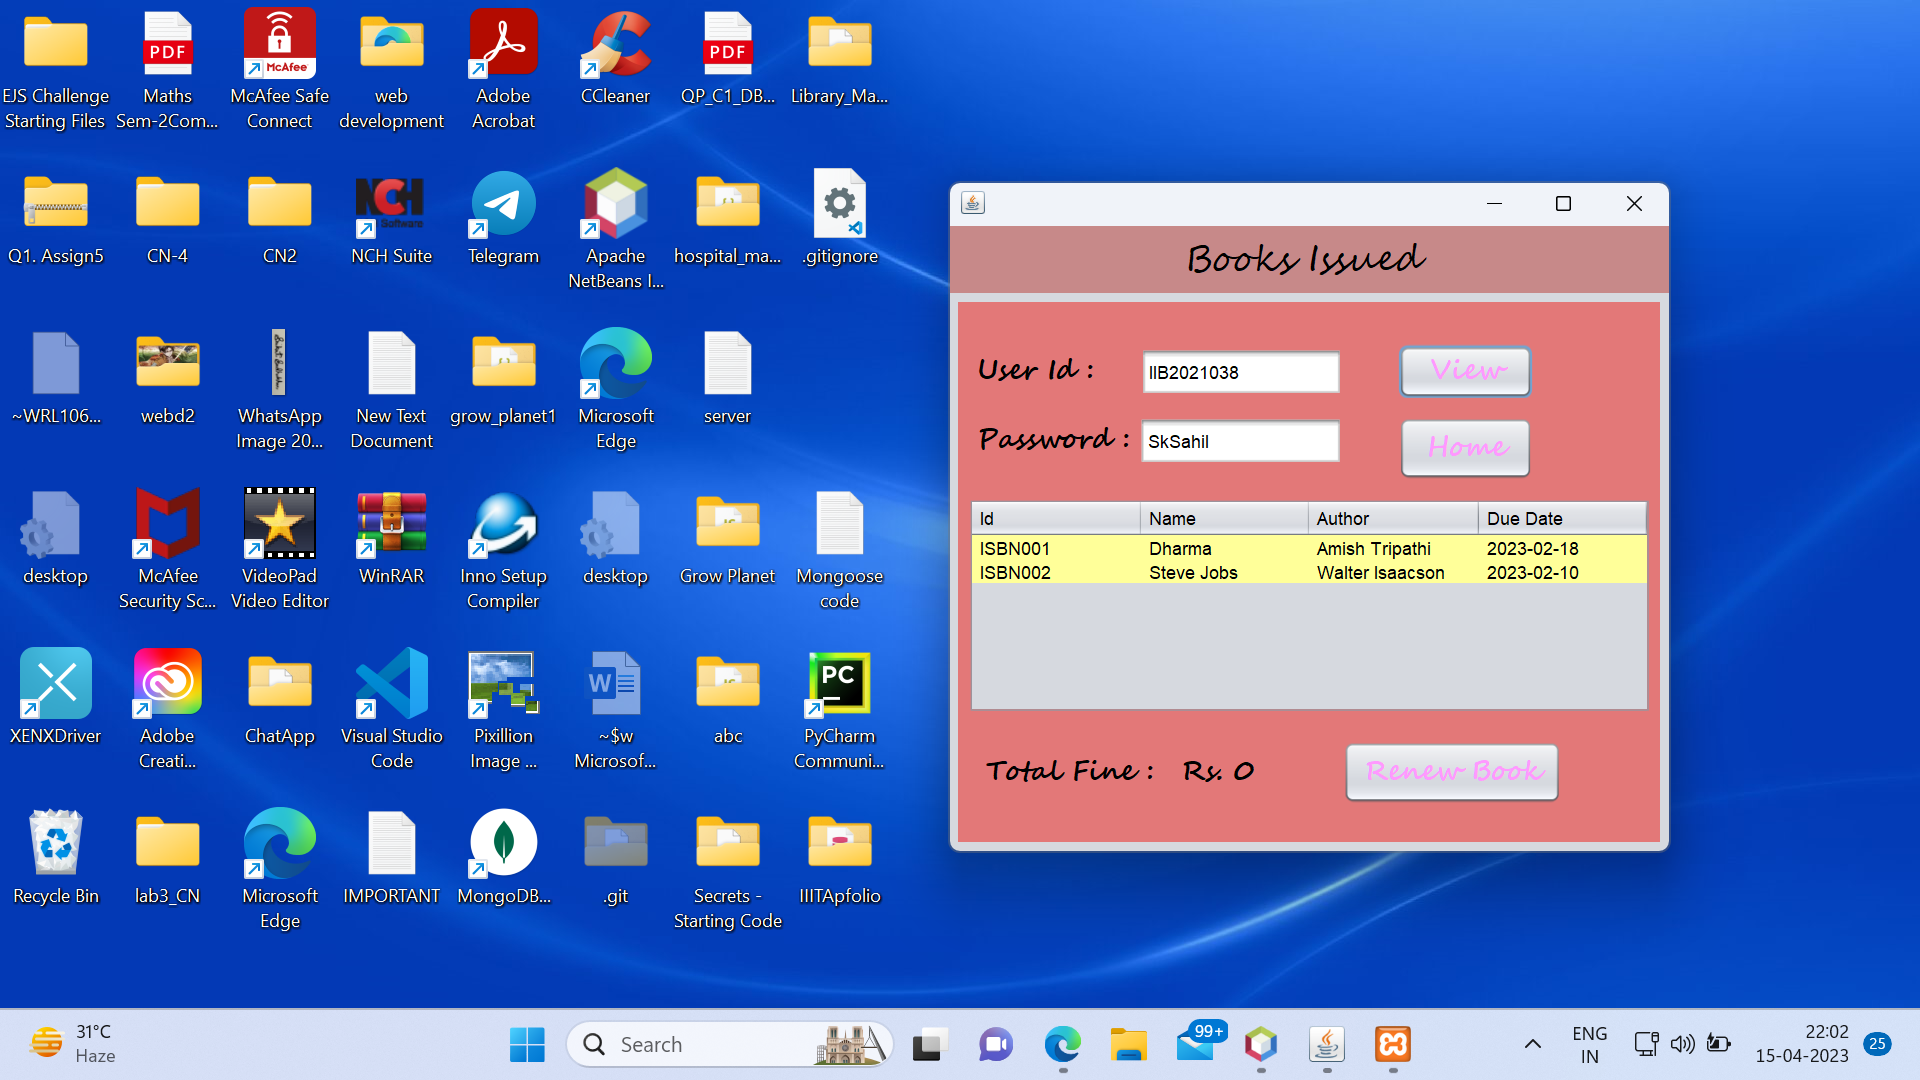 PDF
McAfee
PDF
EJS Challenge
Starting Files
Maths
Sem-2Com...
McAfee Safe
Connect
web
development
Adobe
Acrobat
CCleaner
QP_C1_DB...
Library_Ma...
NCH
Software
Q1. Assign5
CN-4
CN2
NCH Suite
Telegram
Apache
NetBeans I...
hospital_ma...
.gitignore
~WRL106...
webd2
WhatsApp
Image 20...
New Text
Document
grow_planet1
Microsoft
Edge
server
desktop
McAfee
Security Sc...
VideoPad
Video Editor
WinRAR
Inno Setup
Compiler
desktop
Grow Planet
Mongoose
code
W
PC
XENXDriver
Adobe
Creati...
ChatApp
Visual Studio
Code
Pixillion
Image ...
~$w
Microsof...
abc
PyCharm
Communi...
Recycle Bin
lab3_CN
Microsoft
Edge
IMPORTANT
MongoDB...
.git
Secrets -
Starting Code
IIITApfolio
Books Issued
User Id :
IIB2021038
View
Password :
SkSahil
Home
Id Name Author Due Date
ISBN001 Dharma Amish Tripathi 2023-02-18
ISBN002 Steve Jobs Walter Isaacson 2023-02-10
Total Fine : Rs. 0
Renew Book
31°C
Haze
Search
99+
ENG
IN
22:02
15-04-2023
25